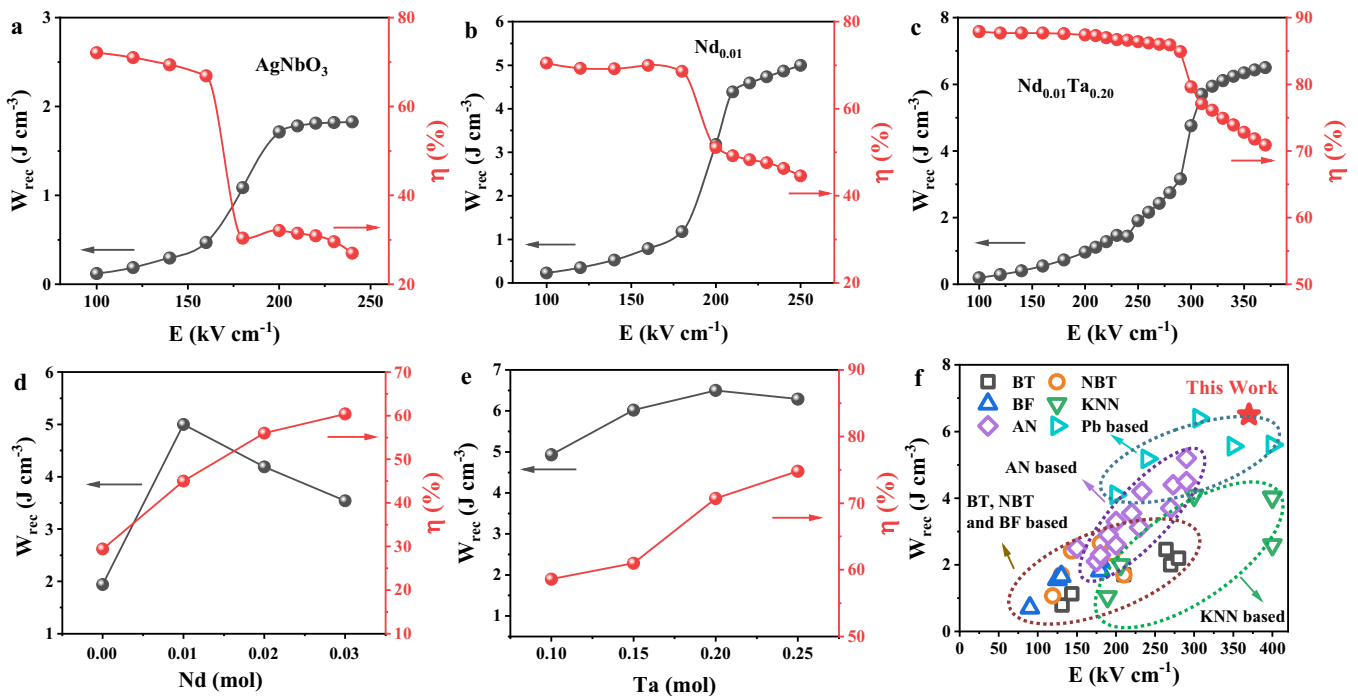 a
AgNbO₃
W_rec (J cm⁻³)
3
2
1
0
80
60
40
20
η (%)
100
150
200
250
E (kV cm⁻¹)
b
Nd₀.₀₁
W_rec (J cm⁻³)
6
5
4
3
2
1
0
80
70
60
50
40
30
20
η (%)
100
150
200
250
E (kV cm⁻¹)
c
Nd₀.₀₁Ta₀.₂₀
W_rec (J cm⁻³)
8
6
4
2
0
90
80
70
60
50
η (%)
100
150
200
250
300
350
E (kV cm⁻¹)
d
W_rec (J cm⁻³)
6
5
4
3
2
1
70
60
50
40
30
20
10
η (%)
0.00
0.01
0.02
0.03
Nd (mol)
e
W_rec (J cm⁻³)
7
6
5
4
3
2
1
90
85
80
75
70
65
60
55
50
η (%)
0.10
0.15
0.20
0.25
Ta (mol)
f
BT
NBT
BF
KNN
AN
Pb based
This Work
AN based
BT, NBT
and BF based
KNN based
W_rec (J cm⁻³)
8
6
4
2
0
0
50
100
150
200
250
300
350
400
E (kV cm⁻¹)